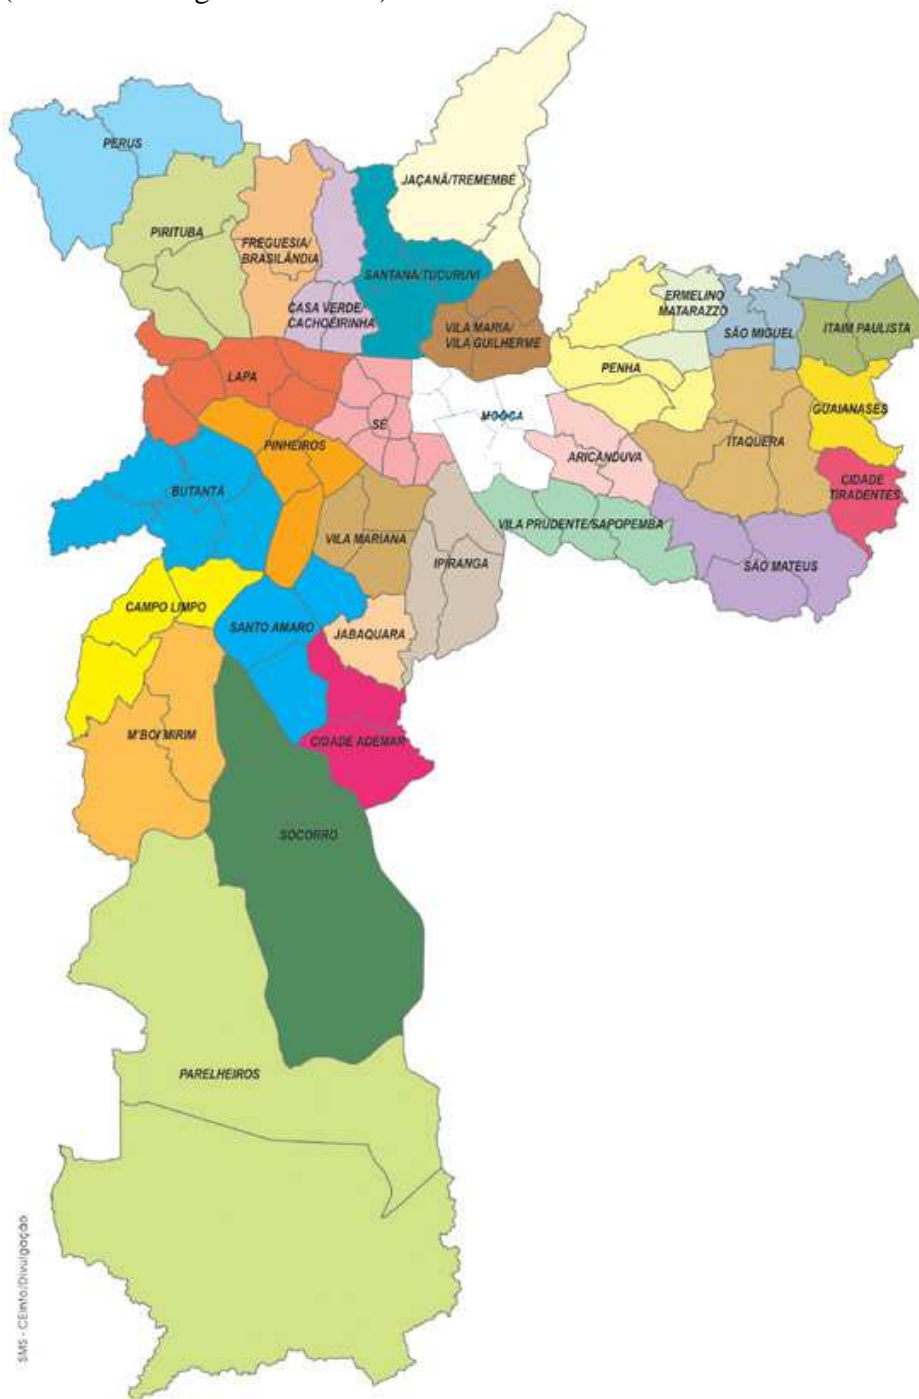 PERUS
JAÇANÃ/TREMEMBÉ
PIRITUBA
FREGUESIA/
BRASILÂNDIA
SANTANA/TUCURUVI
CASA VERDE/
CACHOEIRINHA
VILA MARIA/
VILA GUILHERME
ERMELINO
MATARAZZO
SÃO MIGUEL
ITAIM PAULISTA
LAPA
PENHA
GUAIANASES
SÉ
MOÓCA
PINHEIROS
ARICANDUVA
ITAQUERA
BUTANTÃ
CIDADE
TIRADENTES
VILA MARIANA
VILA PRUDENTE/SAPOPEMBA
IPIRANGA
SÃO MATEUS
CAMPO LIMPO
SANTO AMARO
JABAQUARA
M'BOI MIRIM
CIDADE ADEMAR
SOCORRO
PARELHEIROS
SMS - CEInfo/Divulgação